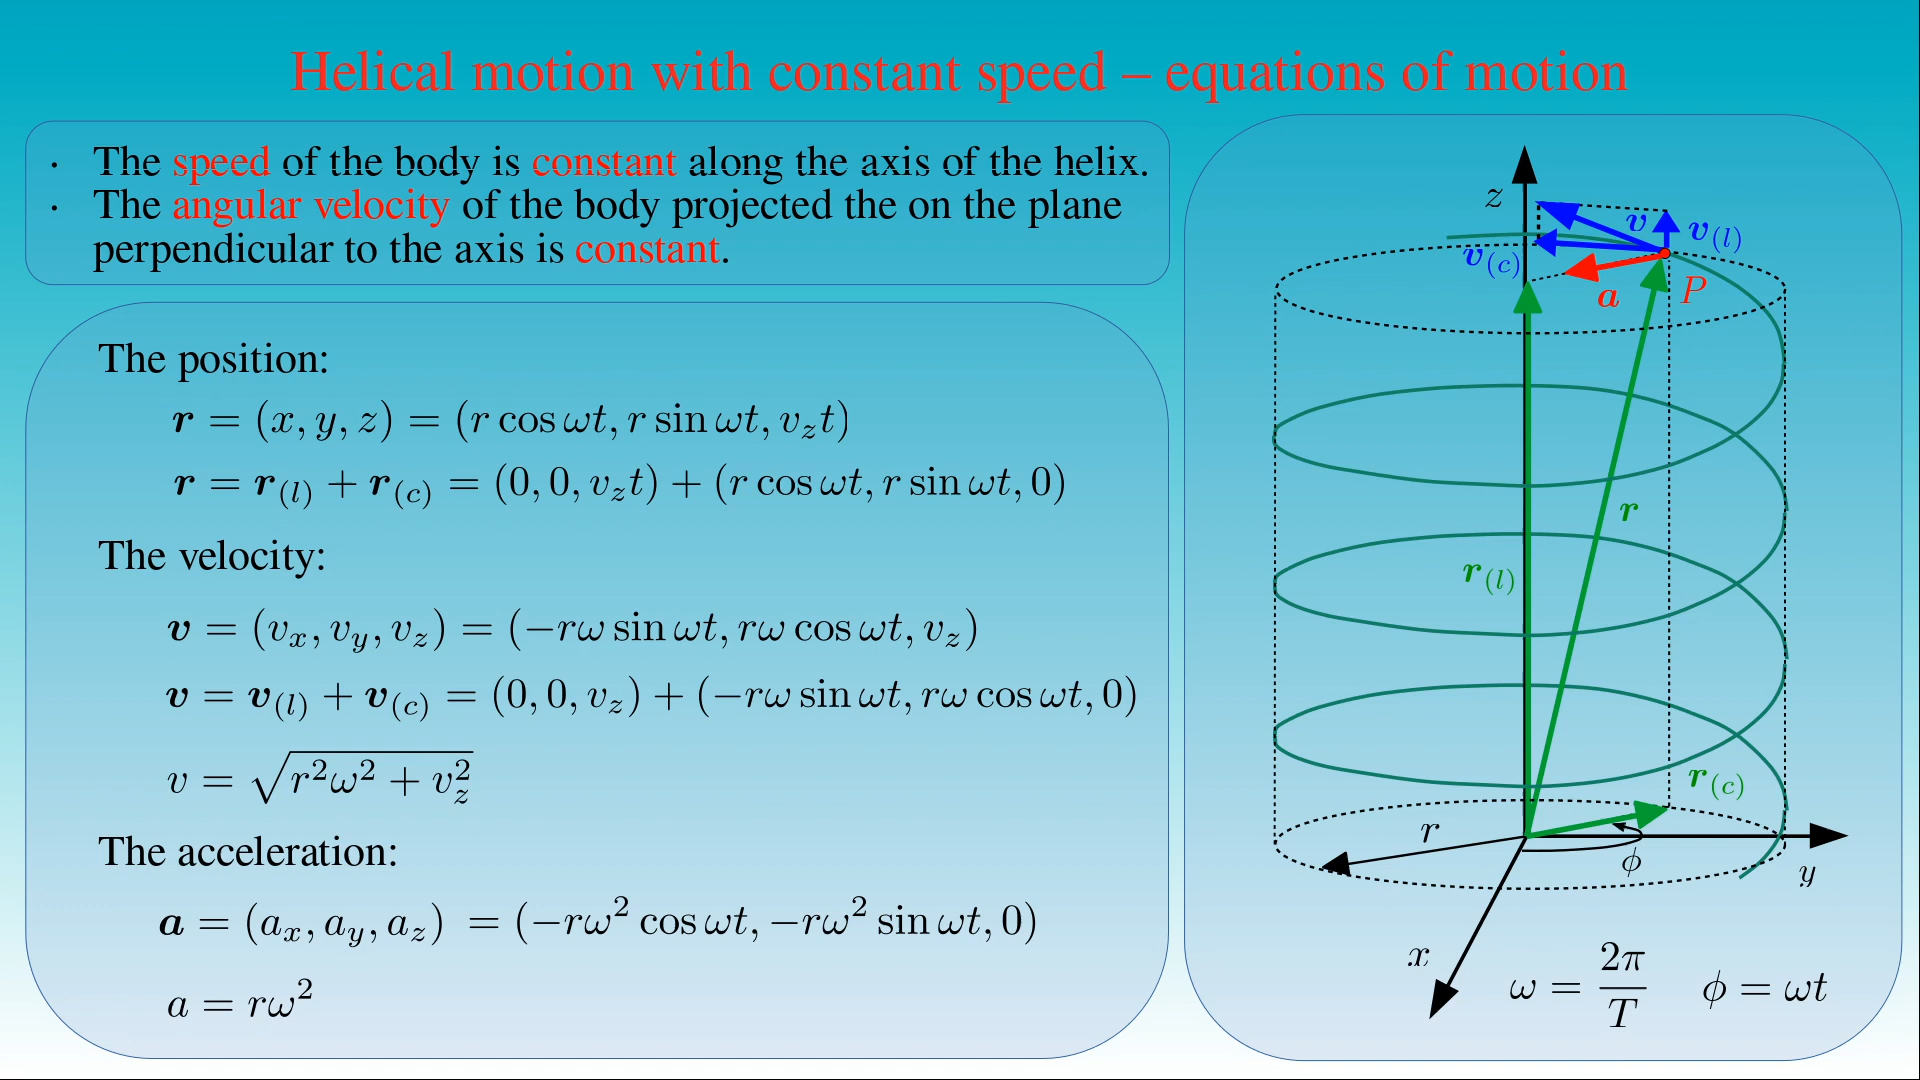 Helical motion with constant speed – equations of motion
· The speed of the body is constant along the axis of the helix.
· The angular velocity of the body projected the on the plane
perpendicular to the axis is constant.
The position:
r = (x, y, z) = (r cos ωt, r sin ωt, v_z t)
r = r_(l) + r_(c) = (0, 0, v_z t) + (r cos ωt, r sin ωt, 0)
The velocity:
v = (v_x, v_y, v_z) = (−rω sin ωt, rω cos ωt, v_z)
v = v_(l) + v_(c) = (0, 0, v_z) + (−rω sin ωt, rω cos ωt, 0)
v = √(r²ω² + v_z²)
The acceleration:
a = (a_x, a_y, a_z) = (−rω² cos ωt, −rω² sin ωt, 0)
a = rω²
z
v
v_(l)
v_(c)
a
P
r
r_(l)
r_(c)
r
ϕ
y
x
ω = 2π/T
ϕ = ωt